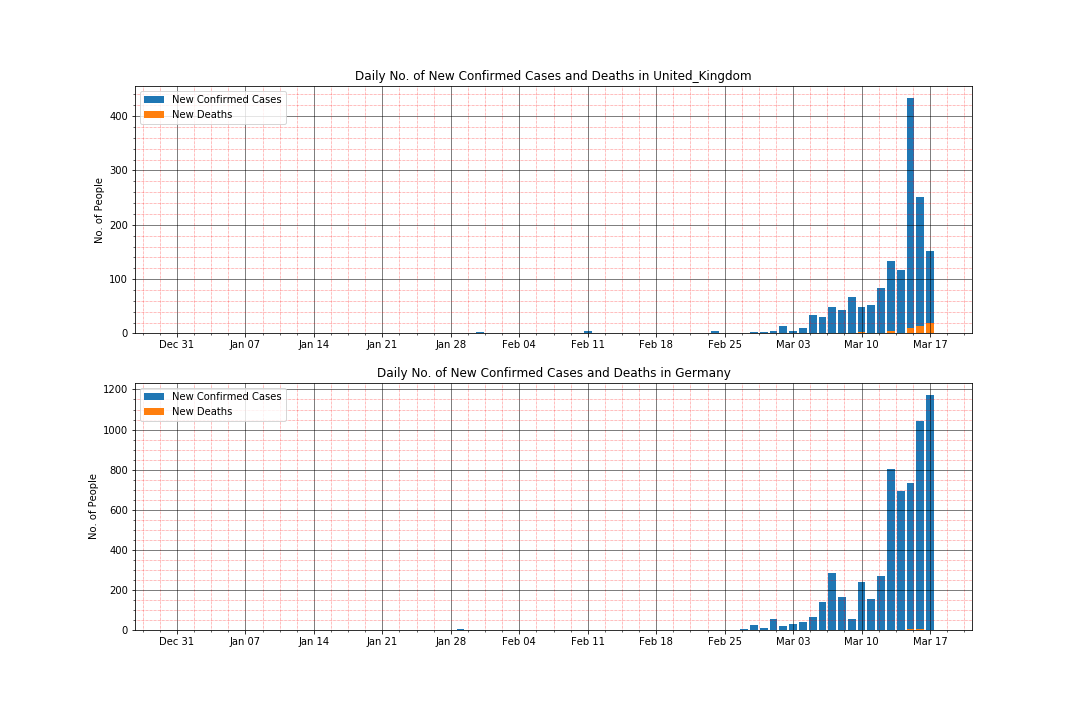 Daily No. of New Confirmed Cases and Deaths in United_Kingdom
New Confirmed Cases
New Deaths
No. of People
400
300
200
100
0
Dec 31 Jan 07 Jan 14 Jan 21 Jan 28 Feb 04 Feb 11 Feb 18 Feb 25 Mar 03 Mar 10 Mar 17
Daily No. of New Confirmed Cases and Deaths in Germany
New Confirmed Cases
New Deaths
No. of People
1200
1000
800
600
400
200
0
Dec 31 Jan 07 Jan 14 Jan 21 Jan 28 Feb 04 Feb 11 Feb 18 Feb 25 Mar 03 Mar 10 Mar 17